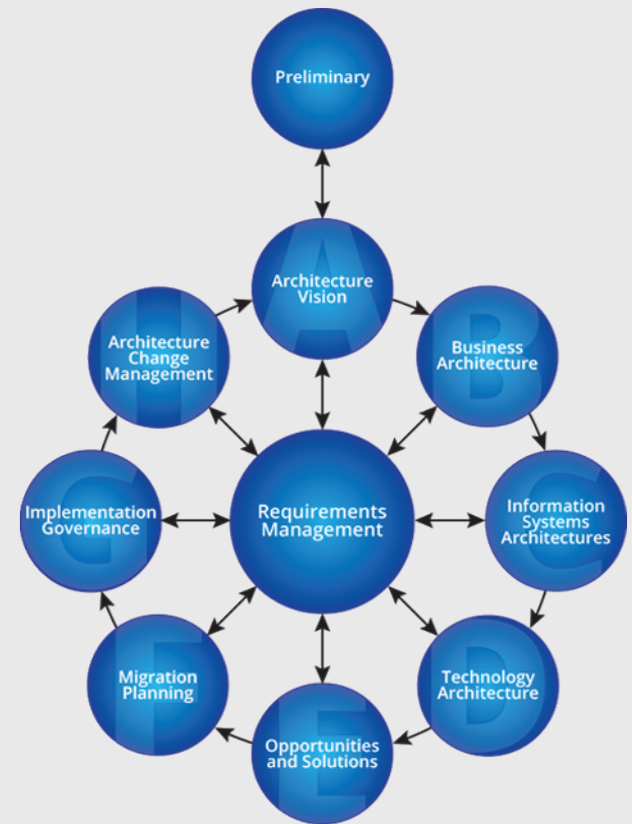 Preliminary
A
Architecture
Vision
B
Business
Architecture
C
Information
Systems
Architectures
D
Technology
Architecture
E
Opportunities
and Solutions
F
Migration
Planning
G
Implementation
Governance
H
Architecture
Change
Management
Requirements
Management